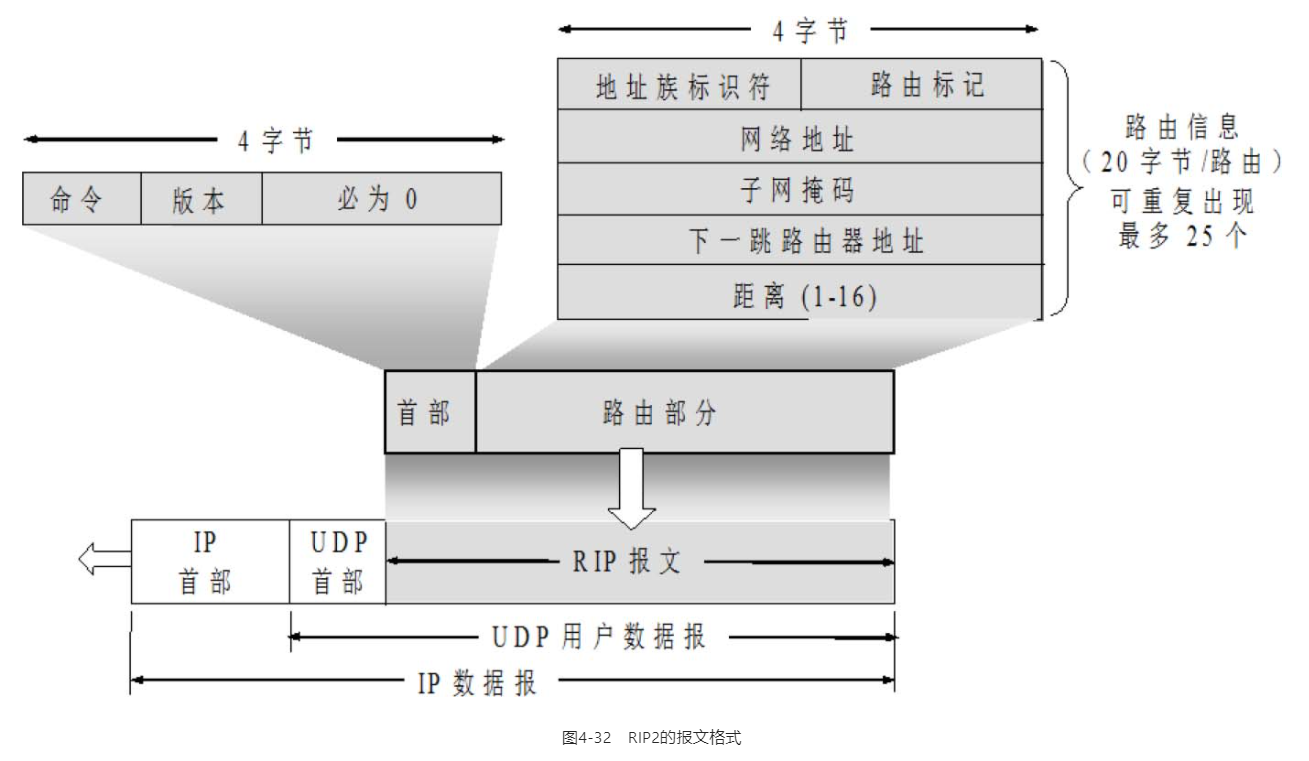 4 字节
地址族标识符 路由标记
网络地址
子网掩码
下一跳路由器地址
距离 (1-16)
路由信息
(20 字节/路由)
可重复出现
最多 25 个
4 字节
命令 版本 必为 0
首部 路由部分
IP
首部
UDP
首部
RIP 报文
UDP 用户数据报
IP 数据报
图4-32 RIP2的报文格式